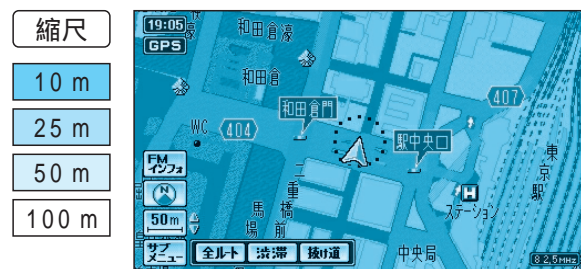 縮尺
10 m
25 m
50 m
100 m
19:05
GPS
和田倉濠
和田倉
和田倉門
WC
404
407
駅中央口
東京駅
FM
インフォ
N
50m
二重橋前
馬場
H
ステーション
サブ
メニュー
全ルート
渋滞
抜け道
中央局
82.5MHz